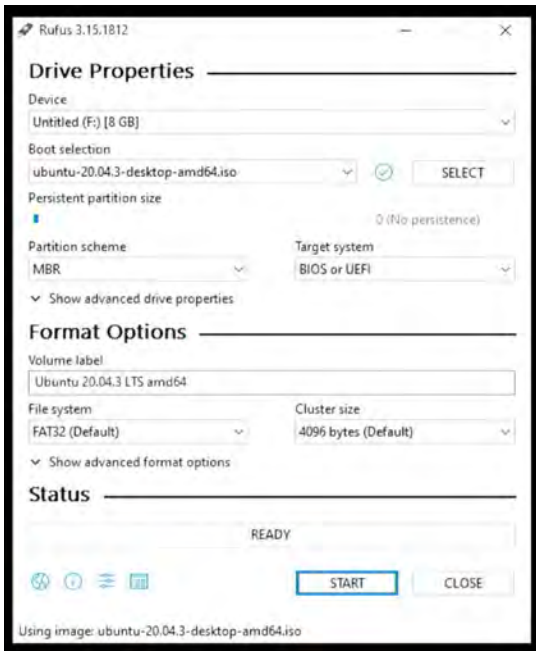 Rufus 3.15.1812
Drive Properties
Device
Untitled (F:) [8 GB]
Boot selection
ubuntu-20.04.3-desktop-amd64.iso
SELECT
Persistent partition size
0 (No persistence)
Partition scheme
Target system
MBR
BIOS or UEFI
Show advanced drive properties
Format Options
Volume label
Ubuntu 20.04.3 LTS amd64
File system
Cluster size
FAT32 (Default)
4096 bytes (Default)
Show advanced format options
Status
READY
START
CLOSE
Using image: ubuntu-20.04.3-desktop-amd64.iso